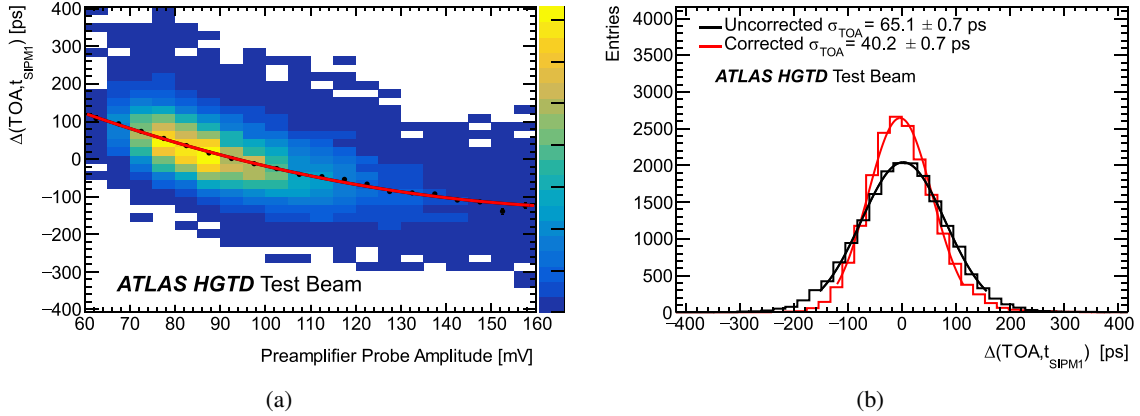 400
300
200
100
0
−100
−200
−300
−400
Δ(TOA,t_SIPM1) [ps]
ATLAS HGTD Test Beam
60 70 80 90 100 110 120 130 140 150 160
Preamplifier Probe Amplitude [mV]
(a)
Entries
4000
3500
3000
2500
2000
1500
1000
500
0
Uncorrected σ_TOA = 65.1 ± 0.7 ps
Corrected σ_TOA = 40.2 ± 0.7 ps
ATLAS HGTD Test Beam
−400 −300 −200 −100 0 100 200 300 400
Δ(TOA,t_SIPM1) [ps]
(b)